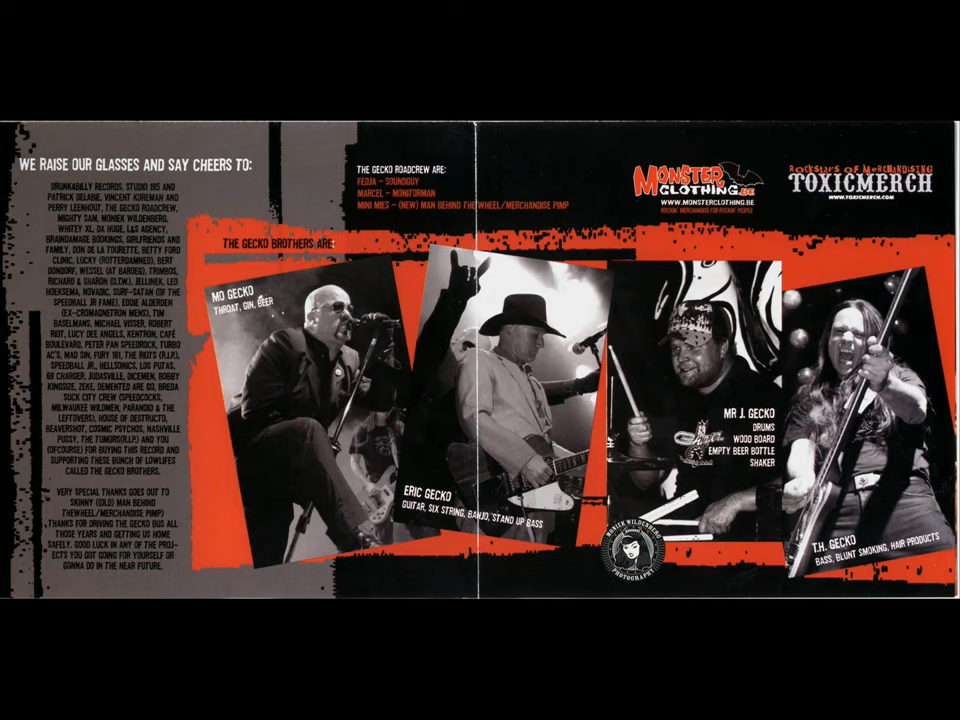 WE RAISE OUR GLASSES AND SAY CHEERS TO:
DRUNKABILLY RECORDS, STUDIO 195 AND
PATRICK DELABIE, VINCENT KOREMAN AND
PERRY LEENHOUT, THE GECKO ROADCREW,
MIGHTY SAM, MONIEK WILDENBERG,
WHITEY XL, DA HUGE, L&S AGENCY,
BRAINDAMAGE BOOKINGS, GIRLFRIENDS AND
FAMILY, DON DE LA TOURETTE, BETTY FORD
CLINIC, LUCKY (ROTTERDAMNED), BERT
DONDORP, WESSEL (AT BAROEG), TRIMBOS,
RICHARD & SHARON (D.T.W.), JELLINEK, LEO
HOEKSEMA, NOVADIC, SURF-SATAN (OF THE
SPEEDBALL JR FAME), EDDIE ALDERDEN
(EX-CROMAGNETRON MENS), TIM
BASELMANS, MICHAEL VISSER, ROBERT
RIOT, LUCY DEE ANGELS, KENTRON, CAFÉ
BOULEVARD, PETER PAN SPEEDROCK, TURBO
AC'S, MAD SIN, FURY 161, THE RIOTS (R.I.P.),
SPEEDBALL JR., HELLSONICS, LOS PUTAS,
69 CHARGER, JUDASVILLE, DICEMEN, BOBBY
KINGSIZE, ZEKE, DEMENTED ARE GO, BREDA
SUCK CITY CREW (SPEEDCOCKS,
MILWAUKEE WILDMEN, PARANOID & THE
LEFTOVERS), HOUSE OF DESTRUCTO,
BEAVERSHOT, COSMIC PSYCHOS, NASHVILLE
PUSSY, THE TUMORS(R.I.P.) AND YOU
(OFCOURSE) FOR BUYING THIS RECORD AND
SUPPORTING THESE BUNCH OF LOWLIFES
CALLED THE GECKO BROTHERS.
VERY SPECIAL THANKS GOES OUT TO
SKINNY (OLD) MAN BEHIND
THEWHEEL/MERCHANDISE PIMP)
THANKS FOR DRIVING THE GECKO BUS ALL
THOSE YEARS AND GETTING US HOME
SAFELY. GOOD LUCK IN ANY OF THE PROJ-
ECTS YOU GOT GOING FOR YOURSELF OR
GONNA DO IN THE NEAR FUTURE.
THE GECKO ROADCREW ARE:
FEDJA - SOUNDGUY
MARCEL - MONITORMAN
MINI MIES - (NEW) MAN BEHIND THE WHEEL/MERCHANDISE PIMP
MONSTER
CLOTHING.BE
WWW.MONSTERCLOTHING.BE
ROCKIN' MERCHANDISE FOR ROCKIN' PEOPLE
ROCKSTARS OF MERCHANDISING
TOXICMERCH
WWW.TOXICMERCH.COM
THE GECKO BROTHERS ARE:
MO GECKO
THROAT, GIN, BEER
ERIC GECKO
GUITAR, SIX STRING, BANJO, STAND UP BASS
MR J. GECKO
DRUMS
WOOD BOARD
EMPTY BEER BOTTLE
SHAKER
T.H. GECKO
BASS, BLUNT SMOKING, HAIR PRODUCTS
MONIEK WILDENBERG
PHOTOGRAPHY